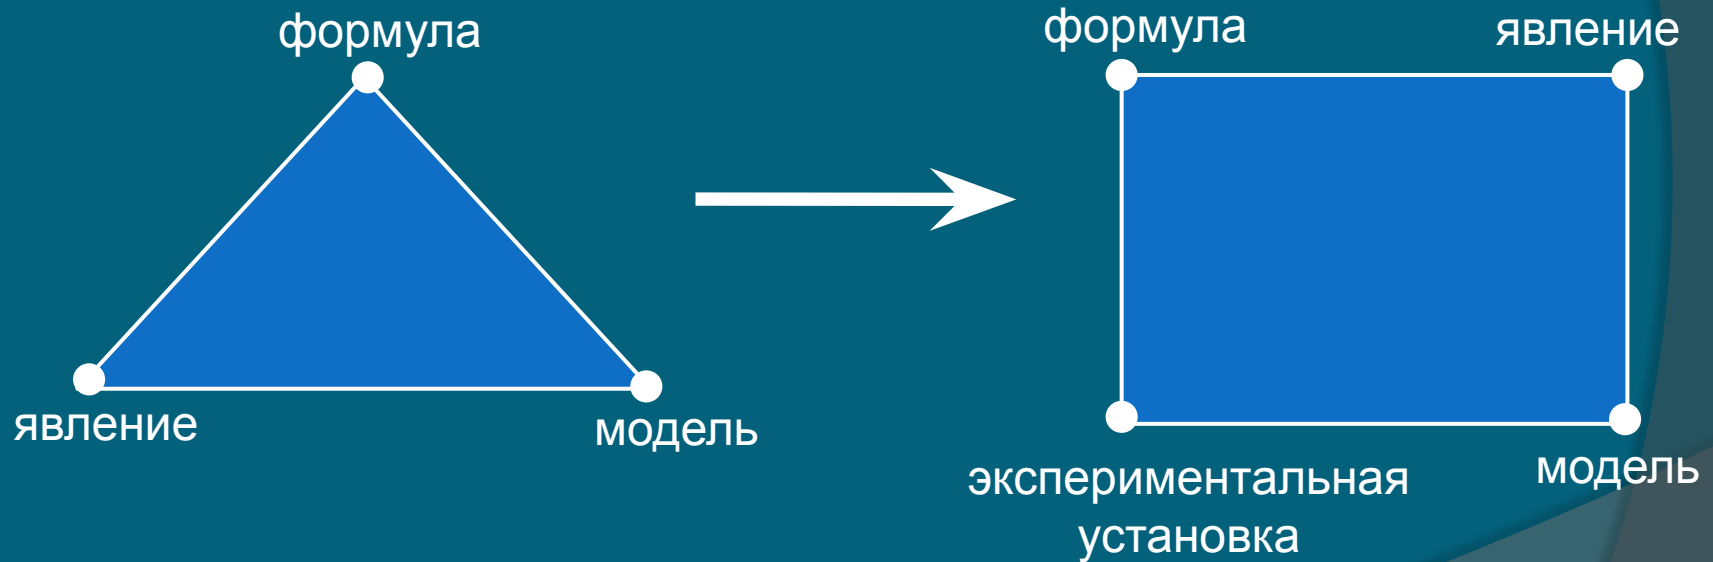 формула
явление
модель
формула
явление
экспериментальная
установка
модель